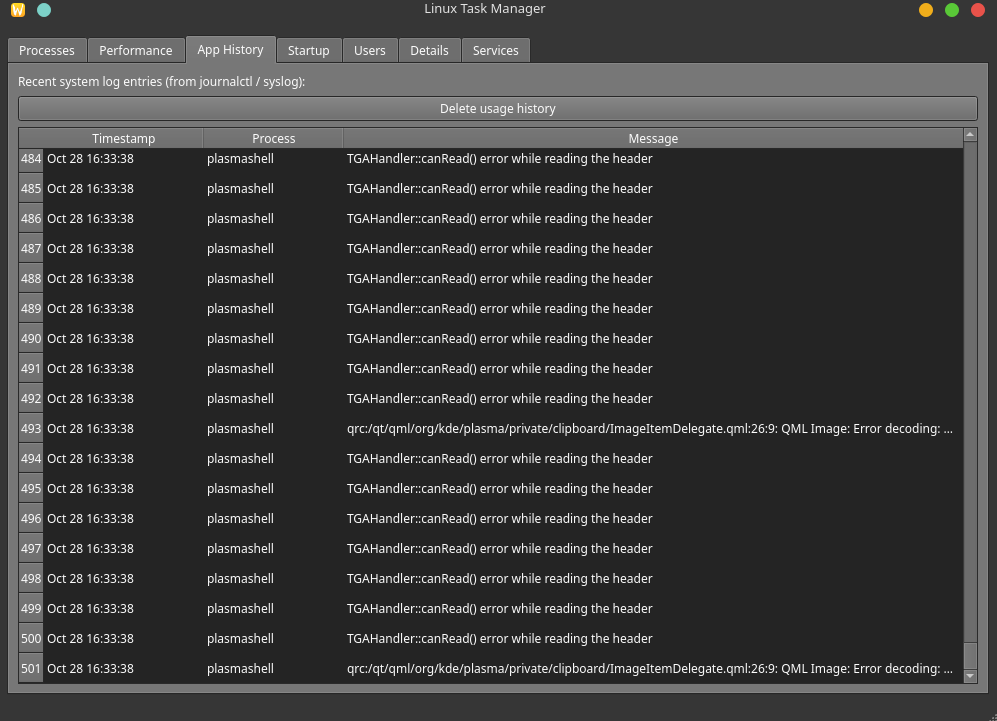 W
Linux Task Manager
Processes Performance App History Startup Users Details Services
Recent system log entries (from journalctl / syslog):
Delete usage history
Timestamp Process Message
484 Oct 28 16:33:38 plasmashell TGAHandler::canRead() error while reading the header
485 Oct 28 16:33:38 plasmashell TGAHandler::canRead() error while reading the header
486 Oct 28 16:33:38 plasmashell TGAHandler::canRead() error while reading the header
487 Oct 28 16:33:38 plasmashell TGAHandler::canRead() error while reading the header
488 Oct 28 16:33:38 plasmashell TGAHandler::canRead() error while reading the header
489 Oct 28 16:33:38 plasmashell TGAHandler::canRead() error while reading the header
490 Oct 28 16:33:38 plasmashell TGAHandler::canRead() error while reading the header
491 Oct 28 16:33:38 plasmashell TGAHandler::canRead() error while reading the header
492 Oct 28 16:33:38 plasmashell TGAHandler::canRead() error while reading the header
493 Oct 28 16:33:38 plasmashell qrc:/qt/qml/org/kde/plasma/private/clipboard/ImageItemDelegate.qml:26:9: QML Image: Error decoding: ...
494 Oct 28 16:33:38 plasmashell TGAHandler::canRead() error while reading the header
495 Oct 28 16:33:38 plasmashell TGAHandler::canRead() error while reading the header
496 Oct 28 16:33:38 plasmashell TGAHandler::canRead() error while reading the header
497 Oct 28 16:33:38 plasmashell TGAHandler::canRead() error while reading the header
498 Oct 28 16:33:38 plasmashell TGAHandler::canRead() error while reading the header
499 Oct 28 16:33:38 plasmashell TGAHandler::canRead() error while reading the header
500 Oct 28 16:33:38 plasmashell TGAHandler::canRead() error while reading the header
501 Oct 28 16:33:38 plasmashell qrc:/qt/qml/org/kde/plasma/private/clipboard/ImageItemDelegate.qml:26:9: QML Image: Error decoding: ...